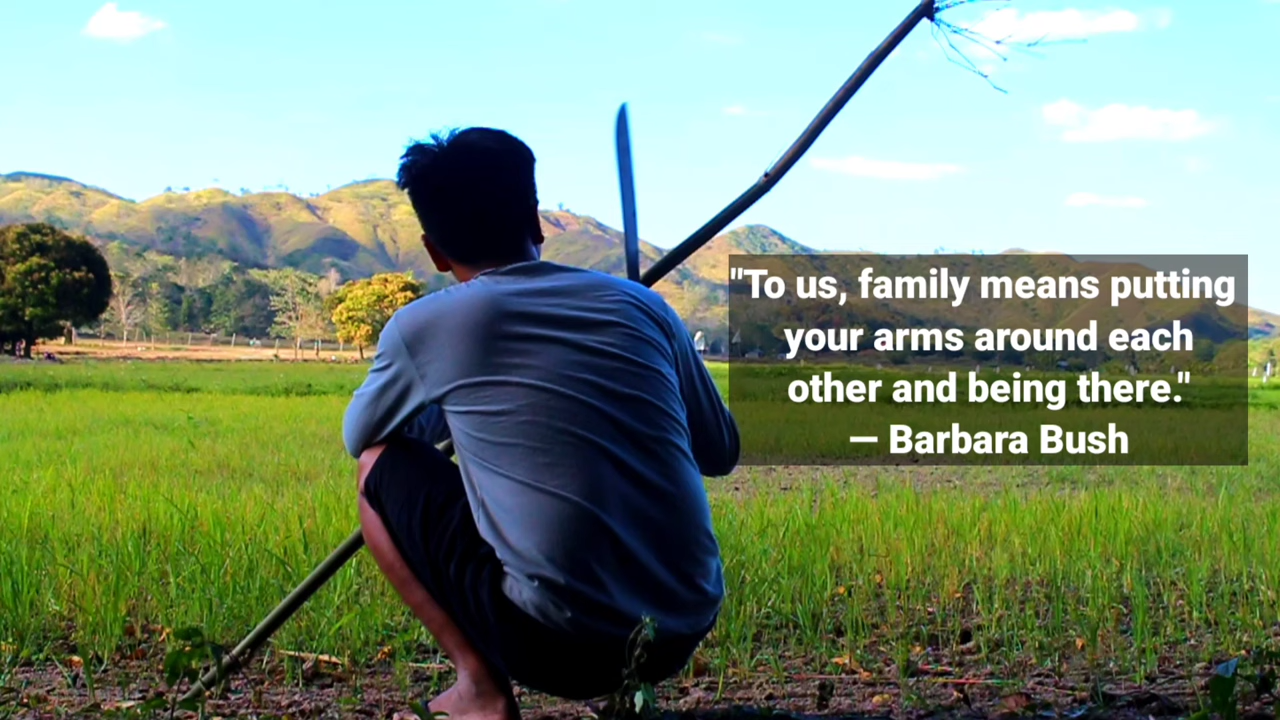 "To us, family means putting
your arms around each
other and being there."
— Barbara Bush